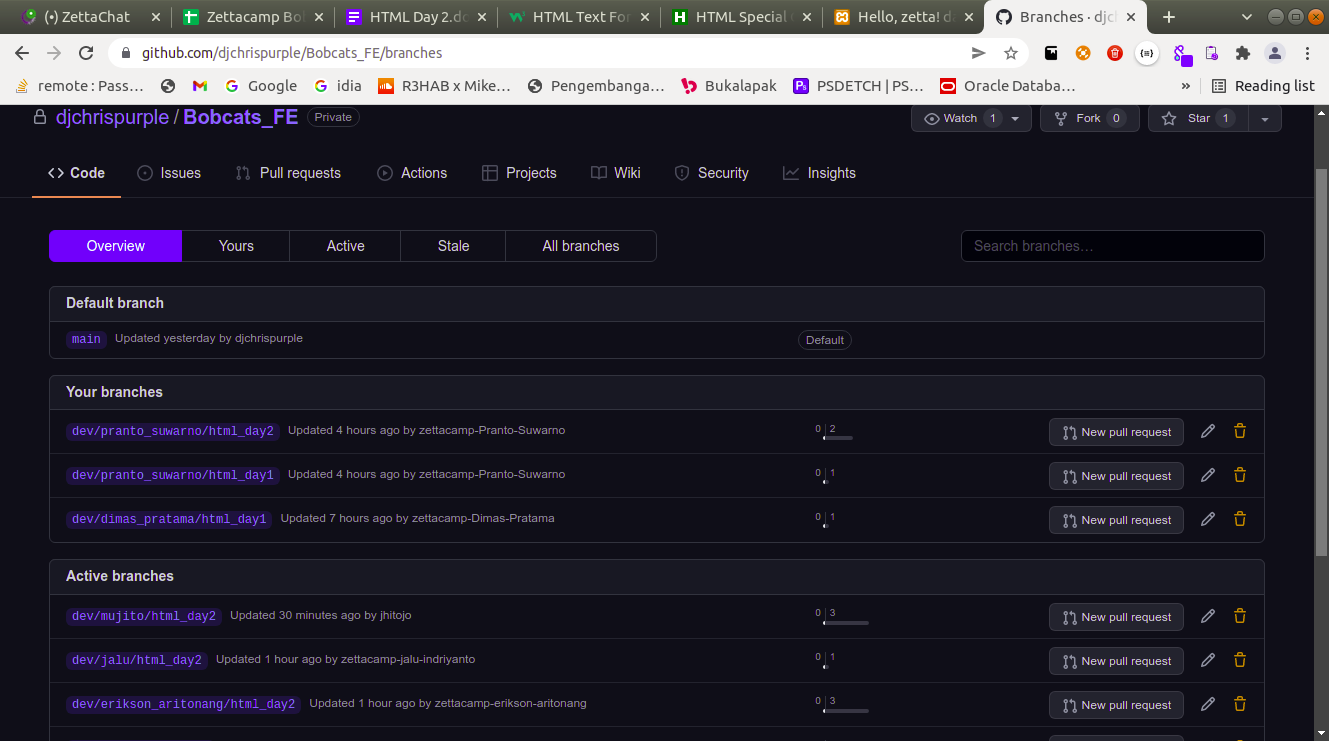 (•) ZettaChat
Zettacamp Bo
HTML Day 2.do
HTML Text For
HTML Special
Hello, zetta! d
Branches · djc
github.com/djchrispurple/Bobcats_FE/branches
remote : Pass…
Google
idia
R3HAB x Mike…
Pengembanga…
Bukalapak
PSDETCH | PS…
Oracle Databa…
»
Reading list
djchrispurple / Bobcats_FE Private
Watch 1
Fork 0
Star 1
Code
Issues
Pull requests
Actions
Projects
Wiki
Security
Insights
Overview
Yours
Active
Stale
All branches
Search branches…
Default branch
main Updated yesterday by djchrispurple Default
Your branches
dev/pranto_suwarno/html_day2 Updated 4 hours ago by zettacamp-Pranto-Suwarno 0 | 2 New pull request
dev/pranto_suwarno/html_day1 Updated 4 hours ago by zettacamp-Pranto-Suwarno 0 | 1 New pull request
dev/dimas_pratama/html_day1 Updated 7 hours ago by zettacamp-Dimas-Pratama 0 | 1 New pull request
Active branches
dev/mujito/html_day2 Updated 30 minutes ago by jhitojo 0 | 3 New pull request
dev/jalu/html_day2 Updated 1 hour ago by zettacamp-jalu-indriyanto 0 | 1 New pull request
dev/erikson_aritonang/html_day2 Updated 1 hour ago by zettacamp-erikson-aritonang 0 | 3 New pull request